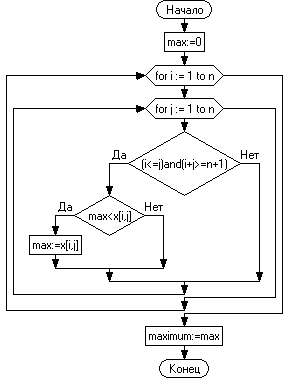 Начало
max:=0
for i := 1 to n
for j := 1 to n
Да
(i<=j)and(i+j>=n+1)
Нет
Да
max<x[i,j]
Нет
max:=x[i,j]
maximum:=max
Конец